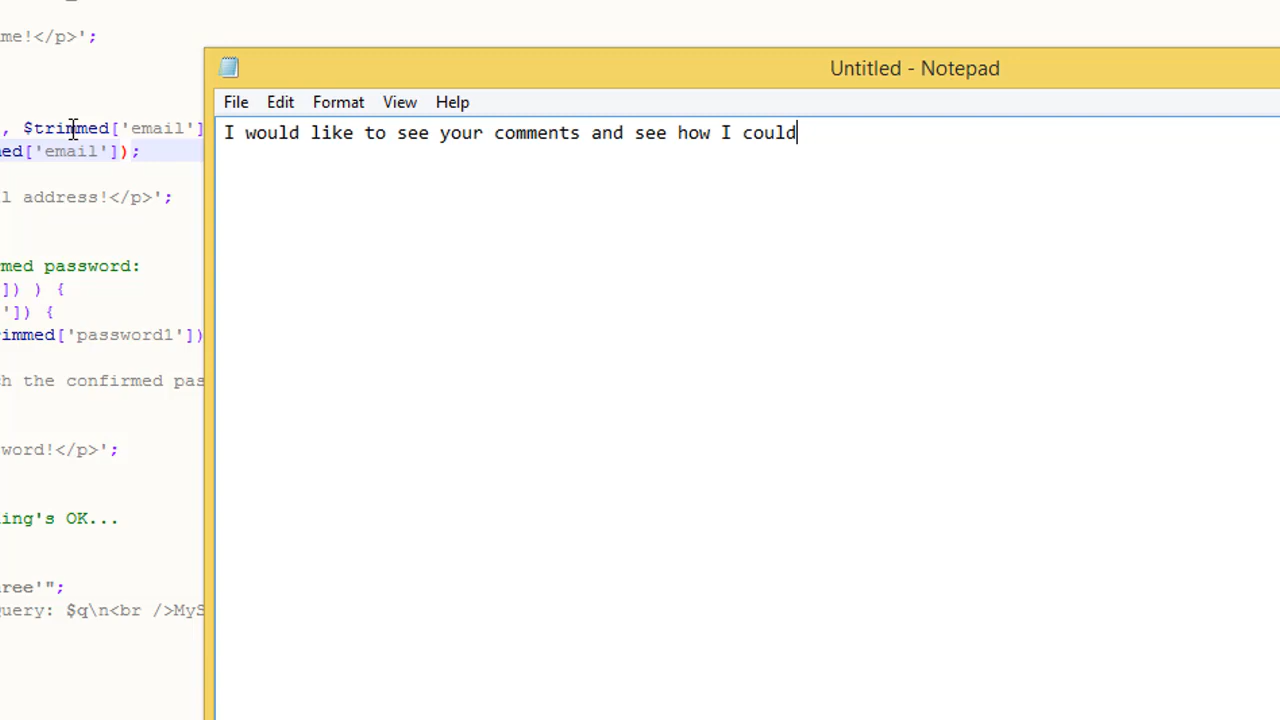 me!</p>';
Untitled - Notepad
File Edit Format View Help
I would like to see your comments and see how I could
, $trimmed['email']
ed['email']);
l address!</p>';
med password:
]) ) {
']) {
immed['password1'])
h the confirmed pas
word!</p>';
ing's OK...
ree'";
uery: $q\n<br />MyS